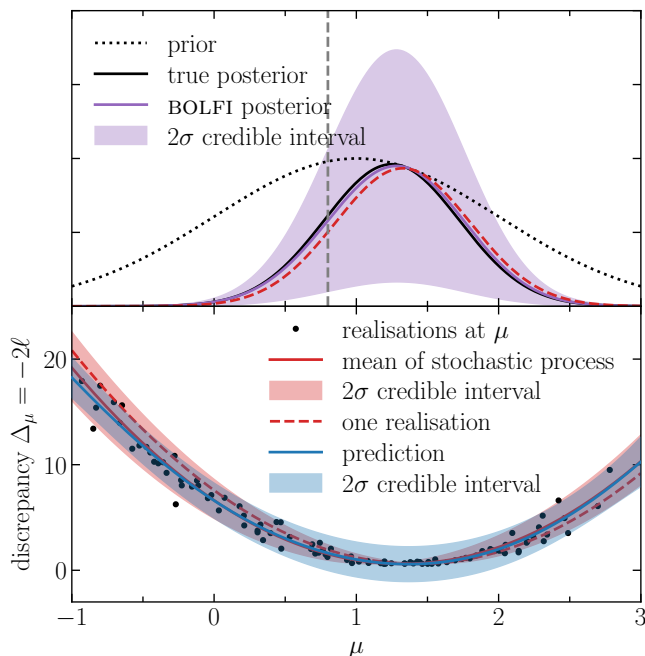 prior
true posterior
BOLFI posterior
2σ credible interval
realisations at μ
mean of stochastic process
2σ credible interval
one realisation
prediction
2σ credible interval
discrepancy Δμ = −2ℓ
20
10
0
−1
0
1
2
3
μ